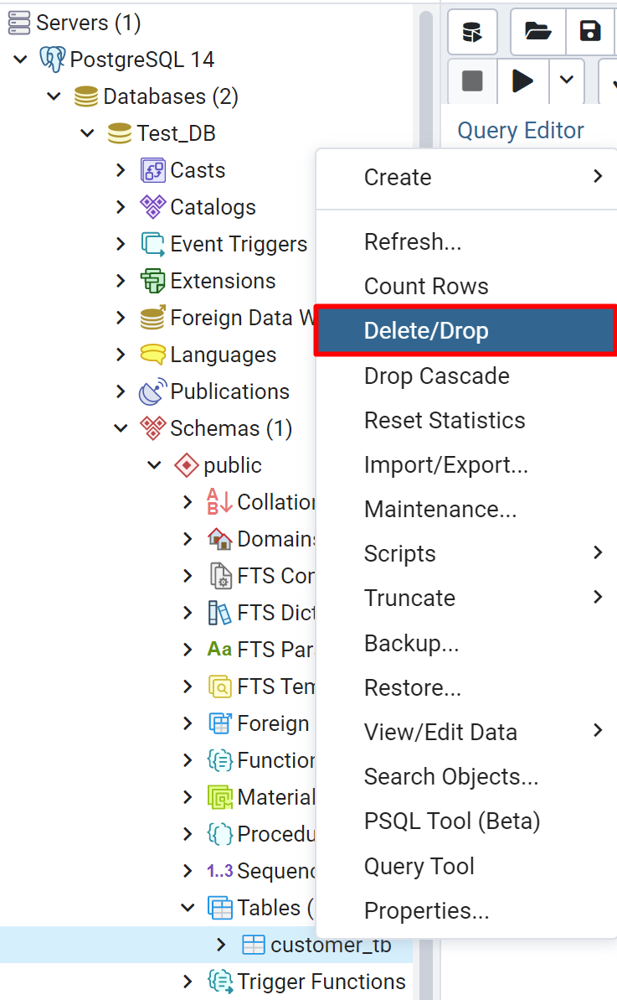 Servers (1)
PostgreSQL 14
Databases (2)
Test_DB
Casts
Catalogs
Event Triggers
Extensions
Foreign Data W
Languages
Publications
Schemas (1)
public
Collation
Domains
FTS Con
FTS Dict
FTS Par
FTS Tem
Foreign
Function
Material
Procedu
1..3 Sequenc
Tables (
customer_tb
Trigger Functions
Query Editor
Create
Refresh...
Count Rows
Delete/Drop
Drop Cascade
Reset Statistics
Import/Export...
Maintenance...
Scripts
Truncate
Backup...
Restore...
View/Edit Data
Search Objects...
PSQL Tool (Beta)
Query Tool
Properties...